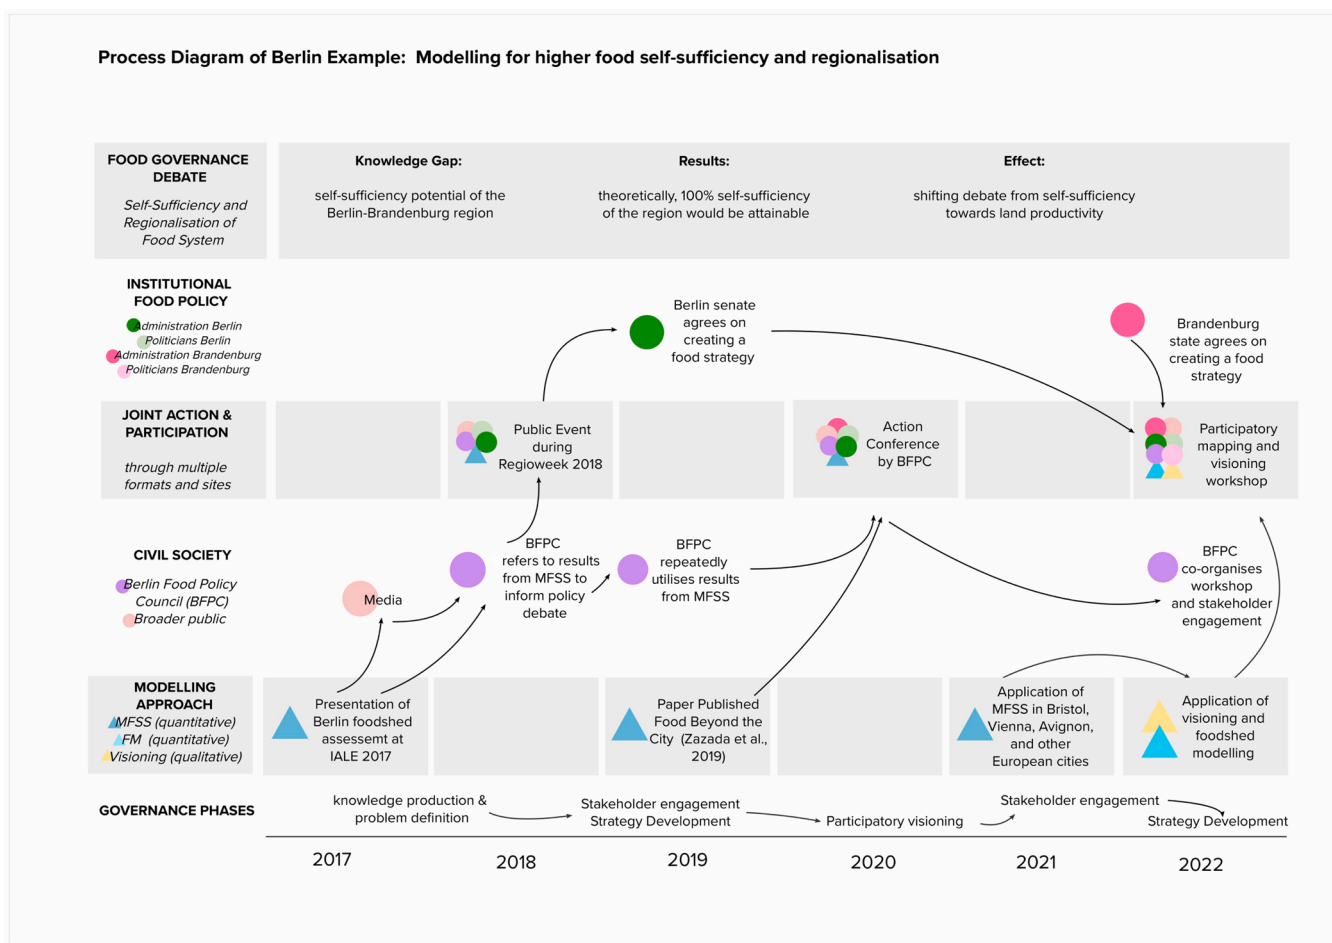 Process Diagram of Berlin Example:  Modelling for higher food self-sufficiency and regionalisation
FOOD GOVERNANCE
DEBATE
Self-Sufficiency and
Regionalisation of
Food System
Knowledge Gap:
self-sufficiency potential of the
Berlin-Brandenburg region
Results:
theoretically, 100% self-sufficiency
of the region would be attainable
Effect:
shifting debate from self-sufficiency
towards land productivity
INSTITUTIONAL
FOOD POLICY
Administration Berlin
Politicians Berlin
Administration Brandenburg
Politicians Brandenburg
Berlin senate
agrees on
creating a
food strategy
Brandenburg
state agrees on
creating a food
strategy
JOINT ACTION &
PARTICIPATION
through multiple
formats and sites
Public Event
during
Regioweek 2018
Action
Conference
by BFPC
Participatory
mapping and
visioning
workshop
CIVIL SOCIETY
Berlin Food Policy
Council (BFPC)
Broader public
Media
BFPC
refers to results
from MFSS to
inform policy
debate
BFPC
repeatedly
utilises results
from MFSS
BFPC
co-organises
workshop
and stakeholder
engagement
MODELLING
APPROACH
MFSS (quantitative)
FM  (quantitative)
Visioning (qualitative)
Presentation of
Berlin foodshed
assessemt at
IALE 2017
Paper Published
Food Beyond the
City  (Zazada et al.,
2019)
Application of
MFSS in Bristol,
Vienna, Avignon,
and other
European cities
Application of
visioning and
foodshed
modelling
GOVERNANCE PHASES
knowledge production &
problem definition
Stakeholder engagement
Strategy Development
Participatory visioning
Stakeholder engagement
Strategy Development
2017
2018
2019
2020
2021
2022